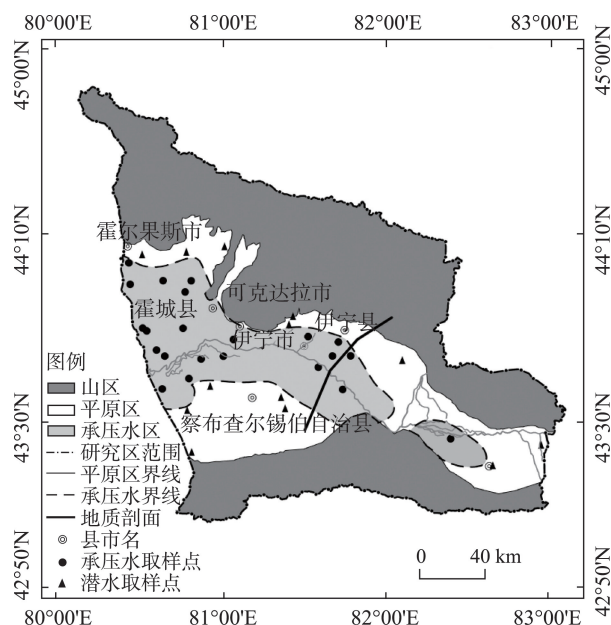 80°00′E 81°00′E 82°00′E 83°00′E
45°00′N
45°00′N
44°10′N
44°10′N
43°30′N
43°30′N
42°50′N
42°50′N
霍尔果斯市
可克达拉市
霍城县
伊宁县
伊宁市
察布查尔锡伯自治县
图例
山区
平原区
承压水区
研究区范围
平原区界线
承压水界线
地质剖面
县市名
承压水取样点
潜水取样点
0 40 km
80°00′E 81°00′E 82°00′E 83°00′E